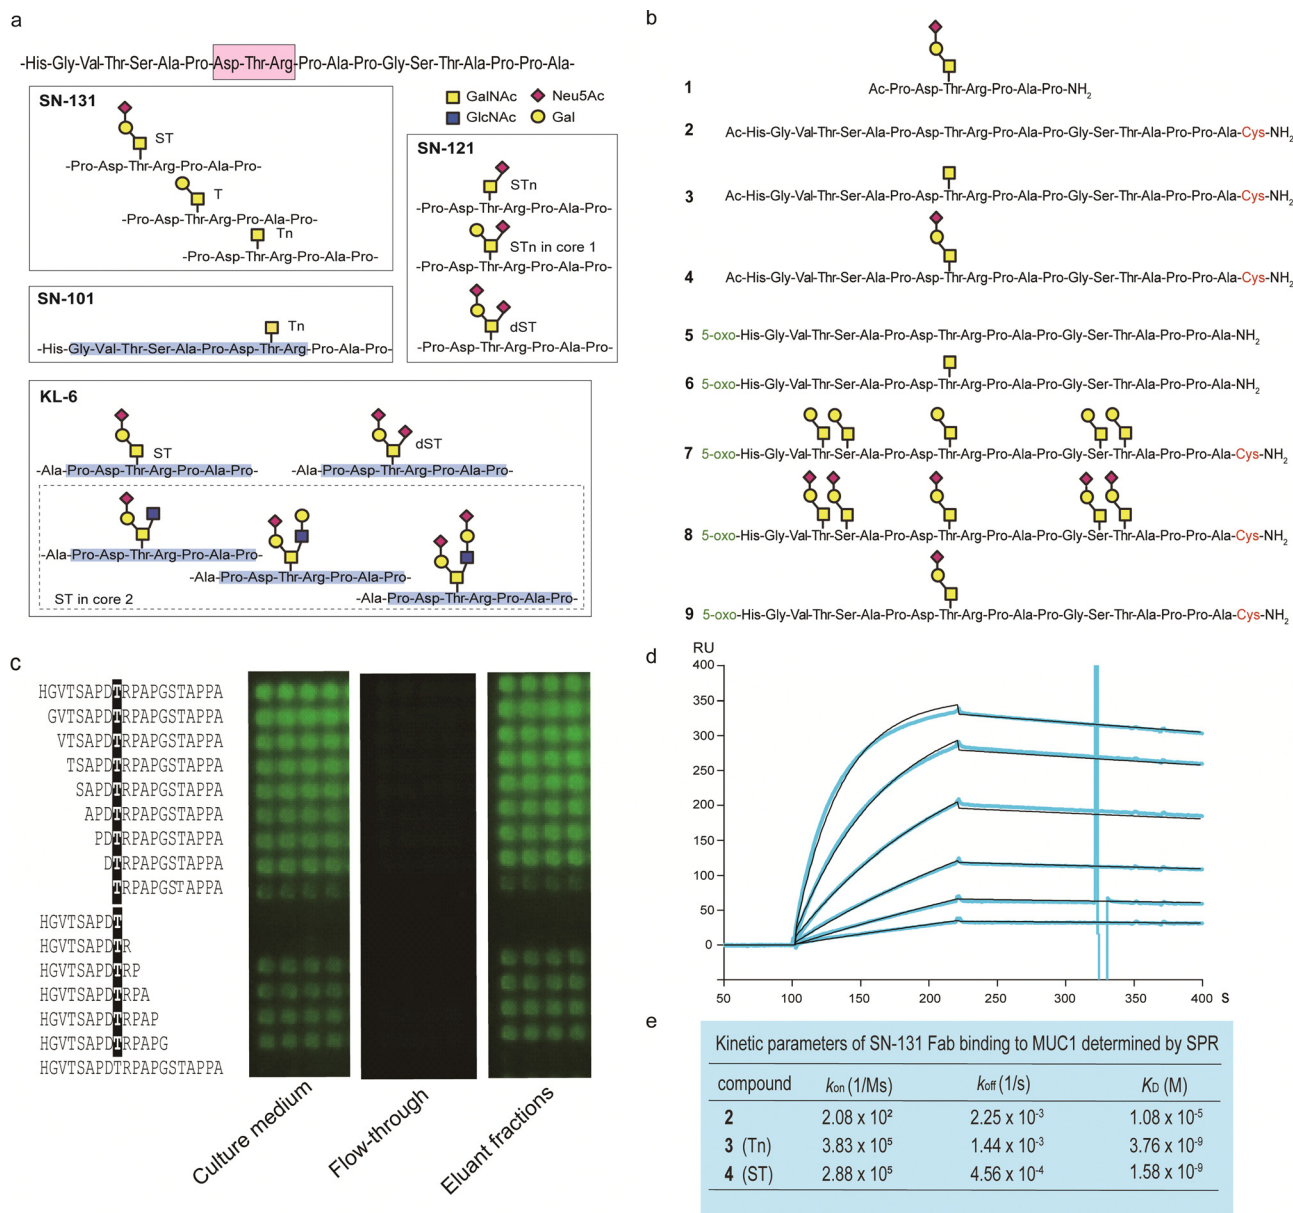 a
-His-Gly-Val-Thr-Ser-Ala-Pro-Asp-Thr-Arg-Pro-Ala-Pro-Gly-Ser-Thr-Ala-Pro-Pro-Ala-
SN-131
ST
-Pro-Asp-Thr-Arg-Pro-Ala-Pro-
T
-Pro-Asp-Thr-Arg-Pro-Ala-Pro-
Tn
-Pro-Asp-Thr-Arg-Pro-Ala-Pro-
GalNAc
Neu5Ac
GlcNAc
Gal
SN-121
STn
-Pro-Asp-Thr-Arg-Pro-Ala-Pro-
STn in core 1
-Pro-Asp-Thr-Arg-Pro-Ala-Pro-
dST
-Pro-Asp-Thr-Arg-Pro-Ala-Pro-
SN-101
Tn
-His-Gly-Val-Thr-Ser-Ala-Pro-Asp-Thr-Arg-Pro-Ala-Pro-
KL-6
ST
-Ala-Pro-Asp-Thr-Arg-Pro-Ala-Pro-
dST
-Ala-Pro-Asp-Thr-Arg-Pro-Ala-Pro-
-Ala-Pro-Asp-Thr-Arg-Pro-Ala-Pro-
-Ala-Pro-Asp-Thr-Arg-Pro-Ala-Pro-
-Ala-Pro-Asp-Thr-Arg-Pro-Ala-Pro-
ST in core 2
b
1 Ac-Pro-Asp-Thr-Arg-Pro-Ala-Pro-NH2
2 Ac-His-Gly-Val-Thr-Ser-Ala-Pro-Asp-Thr-Arg-Pro-Ala-Pro-Gly-Ser-Thr-Ala-Pro-Pro-Ala-Cys-NH2
3 Ac-His-Gly-Val-Thr-Ser-Ala-Pro-Asp-Thr-Arg-Pro-Ala-Pro-Gly-Ser-Thr-Ala-Pro-Pro-Ala-Cys-NH2
4 Ac-His-Gly-Val-Thr-Ser-Ala-Pro-Asp-Thr-Arg-Pro-Ala-Pro-Gly-Ser-Thr-Ala-Pro-Pro-Ala-Cys-NH2
5 5-oxo-His-Gly-Val-Thr-Ser-Ala-Pro-Asp-Thr-Arg-Pro-Ala-Pro-Gly-Ser-Thr-Ala-Pro-Pro-Ala-NH2
6 5-oxo-His-Gly-Val-Thr-Ser-Ala-Pro-Asp-Thr-Arg-Pro-Ala-Pro-Gly-Ser-Thr-Ala-Pro-Pro-Ala-NH2
7 5-oxo-His-Gly-Val-Thr-Ser-Ala-Pro-Asp-Thr-Arg-Pro-Ala-Pro-Gly-Ser-Thr-Ala-Pro-Pro-Ala-Cys-NH2
8 5-oxo-His-Gly-Val-Thr-Ser-Ala-Pro-Asp-Thr-Arg-Pro-Ala-Pro-Gly-Ser-Thr-Ala-Pro-Pro-Ala-Cys-NH2
9 5-oxo-His-Gly-Val-Thr-Ser-Ala-Pro-Asp-Thr-Arg-Pro-Ala-Pro-Gly-Ser-Thr-Ala-Pro-Pro-Ala-Cys-NH2
c
HGVTSAPDTRPAPGSTAPPA
GVTSAPDTRPAPGSTAPPA
VTSAPDTRPAPGSTAPPA
TSAPDTRPAPGSTAPPA
SAPDTRPAPGSTAPPA
APDTRPAPGSTAPPA
PDTRPAPGSTAPPA
DTRPAPGSTAPPA
TRPAPGSTAPPA
HGVTSAPDT
HGVTSAPDTR
HGVTSAPDTRP
HGVTSAPDTRPA
HGVTSAPDTRPAP
HGVTSAPDTRPAPG
HGVTSAPDTRPAPGSTAPPA
Culture medium
Flow-through
Eluant fractions
d
RU
400
350
300
250
200
150
100
50
0
50 100 150 200 250 300 350 400 s
e
Kinetic parameters of SN-131 Fab binding to MUC1 determined by SPR
compound kon (1/Ms) koff (1/s) KD (M)
2 2.08 x 10² 2.25 x 10⁻³ 1.08 x 10⁻⁵
3 (Tn) 3.83 x 10⁵ 1.44 x 10⁻³ 3.76 x 10⁻⁹
4 (ST) 2.88 x 10⁵ 4.56 x 10⁻⁴ 1.58 x 10⁻⁹